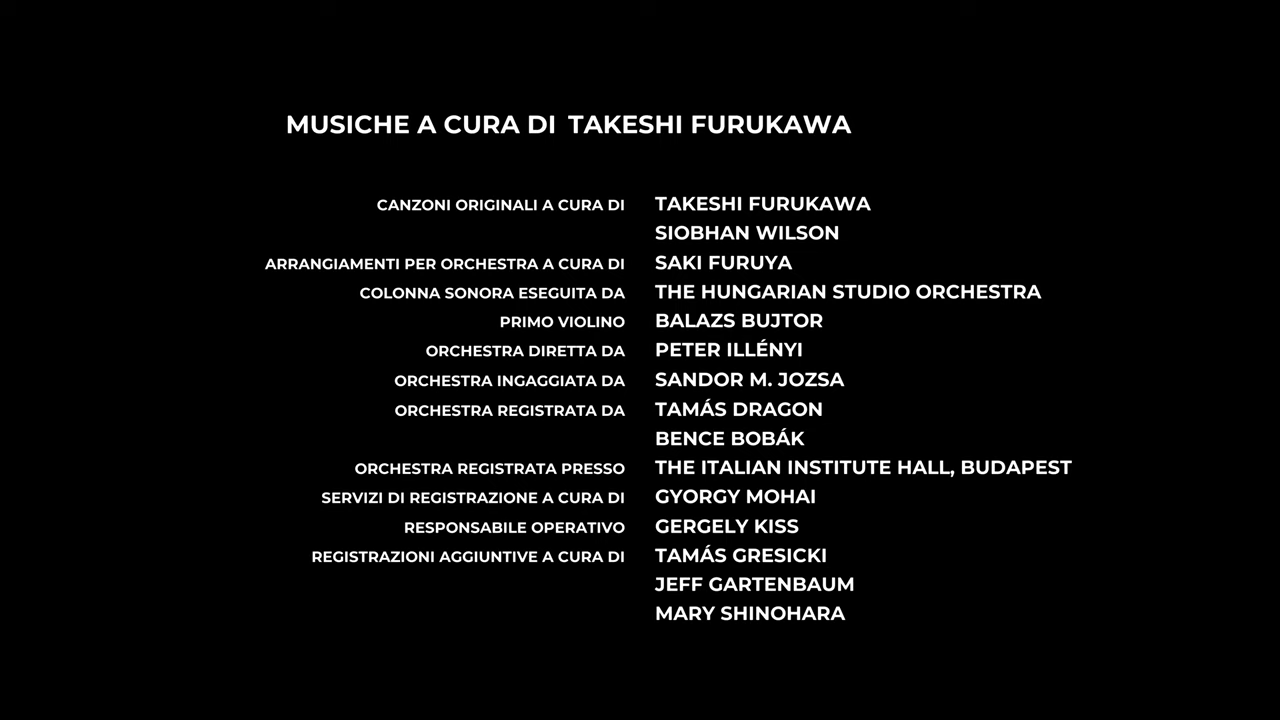 MUSICHE A CURA DI TAKESHI FURUKAWA
CANZONI ORIGINALI A CURA DI TAKESHI FURUKAWA
SIOBHAN WILSON
ARRANGIAMENTI PER ORCHESTRA A CURA DI SAKI FURUYA
COLONNA SONORA ESEGUITA DA THE HUNGARIAN STUDIO ORCHESTRA
PRIMO VIOLINO BALAZS BUJTOR
ORCHESTRA DIRETTA DA PETER ILLÉNYI
ORCHESTRA INGAGGIATA DA SANDOR M. JOZSA
ORCHESTRA REGISTRATA DA TAMÁS DRAGON
BENCE BOBÁK
ORCHESTRA REGISTRATA PRESSO THE ITALIAN INSTITUTE HALL, BUDAPEST
SERVIZI DI REGISTRAZIONE A CURA DI GYORGY MOHAI
RESPONSABILE OPERATIVO GERGELY KISS
REGISTRAZIONI AGGIUNTIVE A CURA DI TAMÁS GRESICKI
JEFF GARTENBAUM
MARY SHINOHARA